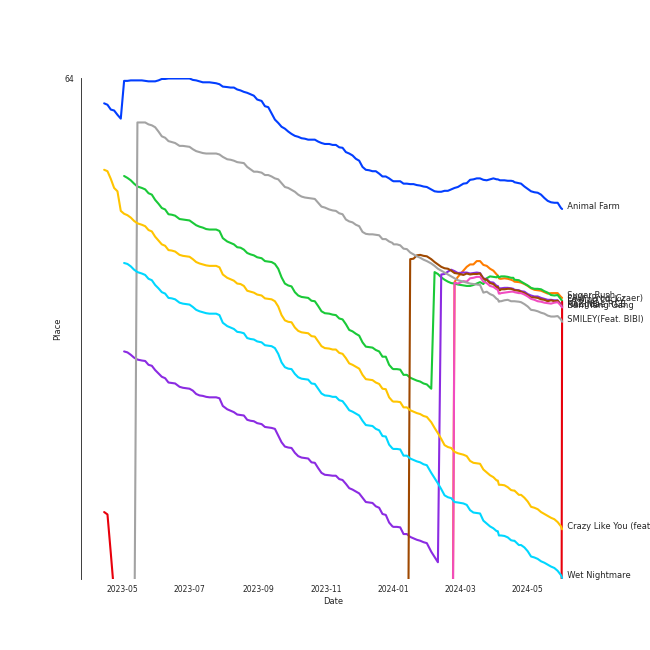 64
Place
Animal Farm
Sugar Rush
SMILEY(Feat. BIBI)
Crazy Like You (feat
Wet Nightmare
2023-05
2023-07
2023-09
2023-11
2024-01
2024-03
2024-05
Date